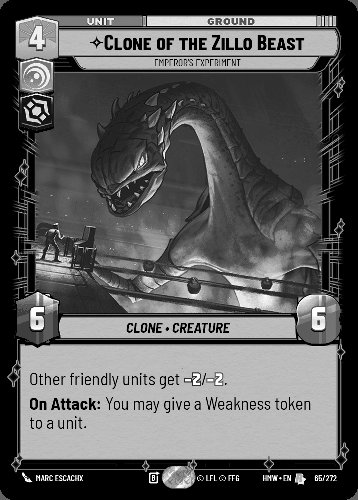 UNIT
GROUND
4
✧CLONE OF THE ZILLO BEAST
EMPEROR'S EXPERIMENT
6
6
CLONE • CREATURE
Other friendly units get -2/-2.
On Attack: You may give a Weakness token
to a unit.
MARC ESCACHX
© LFL © FFG
HMW • EN
65/272